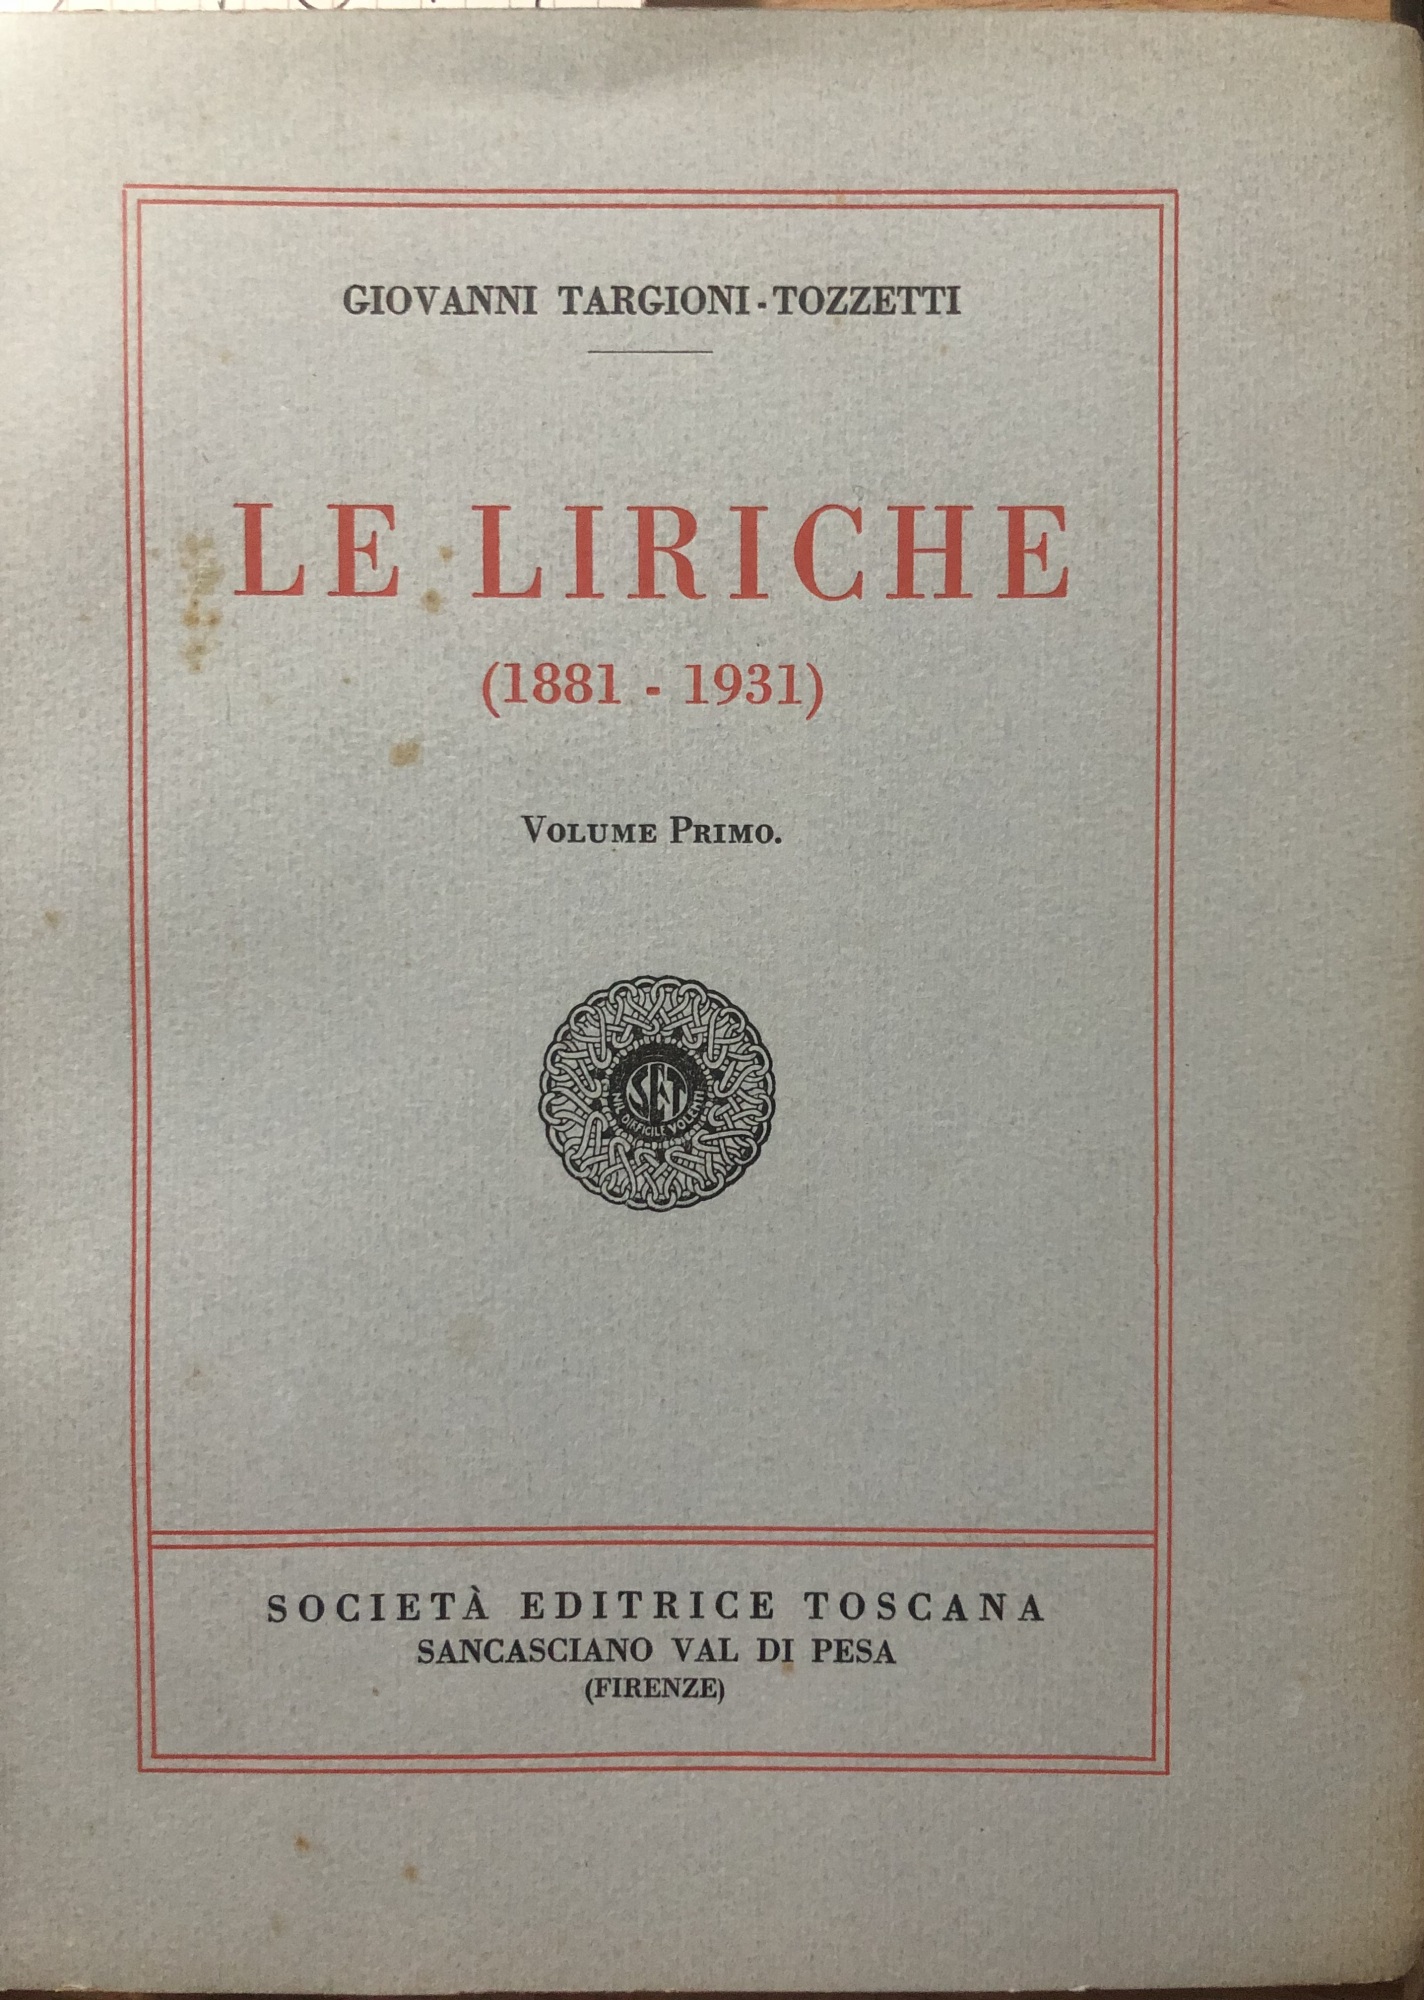 GIOVANNI TARGIONI-TOZZETTI
LE LIRICHE
(1881 - 1931)
VOLUME PRIMO.
SET
NIL DIFFICILE VOLENTI
SOCIETÀ EDITRICE TOSCANA
SANCASCIANO VAL DI PESA
(FIRENZE)